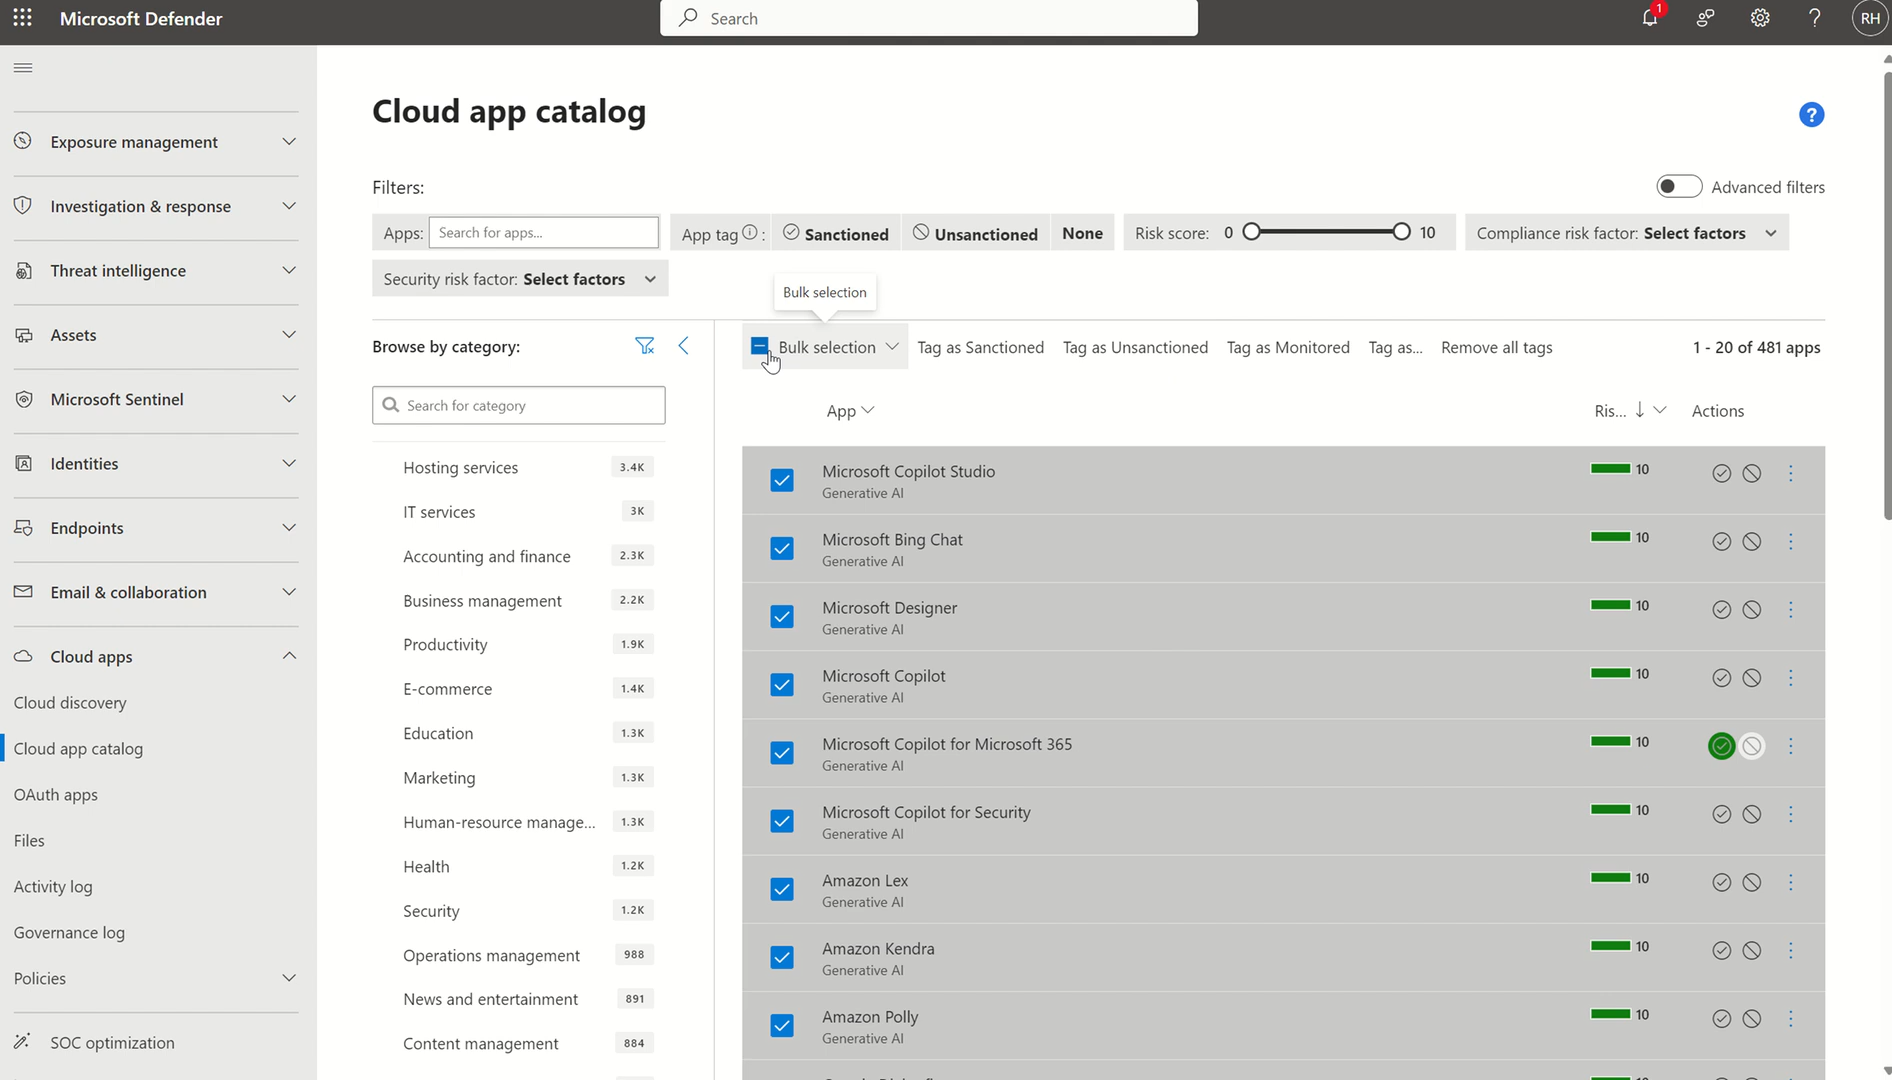 Microsoft Defender
Search
1
RH
Exposure management
Investigation & response
Threat intelligence
Assets
Microsoft Sentinel
Identities
Endpoints
Email & collaboration
Cloud apps
Cloud discovery
Cloud app catalog
OAuth apps
Files
Activity log
Governance log
Policies
SOC optimization
Cloud app catalog
?
Filters:
Advanced filters
Apps: Search for apps...
App tag : Sanctioned Unsanctioned None
Risk score: 0 10
Compliance risk factor: Select factors
Security risk factor: Select factors
Bulk selection
Browse by category:
Search for category
Hosting services 3.4K
IT services 3K
Accounting and finance 2.3K
Business management 2.2K
Productivity 1.9K
E-commerce 1.4K
Education 1.3K
Marketing 1.3K
Human-resource manage... 1.3K
Health 1.2K
Security 1.2K
Operations management 988
News and entertainment 891
Content management 884
Bulk selection Tag as Sanctioned Tag as Unsanctioned Tag as Monitored Tag as... Remove all tags 1 - 20 of 481 apps
App Ris... Actions
Microsoft Copilot Studio 10
Generative AI
Microsoft Bing Chat 10
Generative AI
Microsoft Designer 10
Generative AI
Microsoft Copilot 10
Generative AI
Microsoft Copilot for Microsoft 365 10
Generative AI
Microsoft Copilot for Security 10
Generative AI
Amazon Lex 10
Generative AI
Amazon Kendra 10
Generative AI
Amazon Polly 10
Generative AI